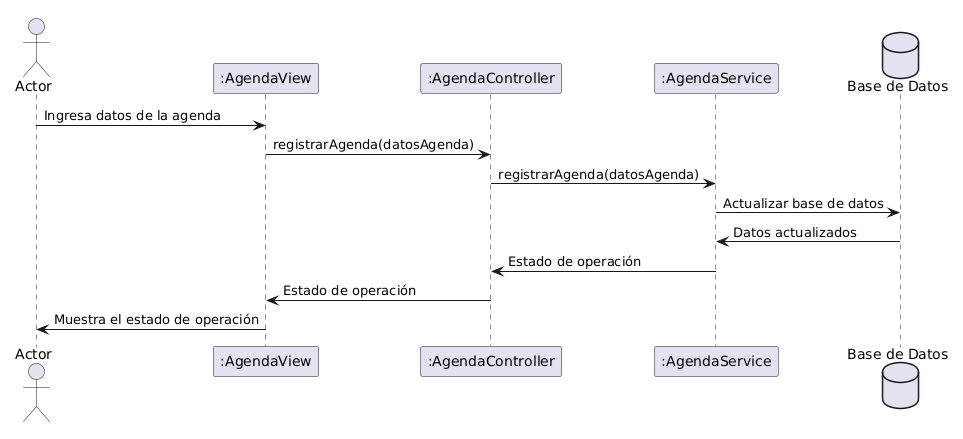 Actor
:AgendaView
:AgendaController
:AgendaService
Base de Datos
Ingresa datos de la agenda
registrarAgenda(datosAgenda)
registrarAgenda(datosAgenda)
Actualizar base de datos
Datos actualizados
Estado de operación
Estado de operación
Muestra el estado de operación
Actor
:AgendaView
:AgendaController
:AgendaService
Base de Datos